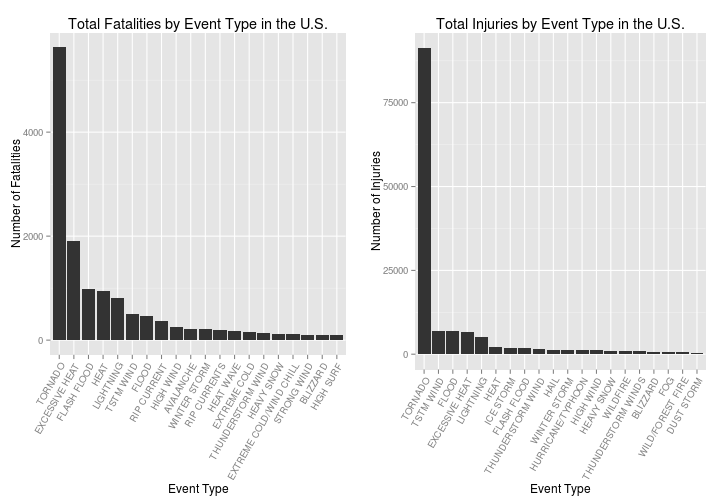 Total Fatalities by Event Type in the U.S.
Number of Fatalities
4000
2000
0
TORNADO
EXCESSIVE HEAT
FLASH FLOOD
HEAT
LIGHTNING
TSTM WIND
FLOOD
RIP CURRENT
HIGH WIND
AVALANCHE
WINTER STORM
RIP CURRENTS
HEAT WAVE
EXTREME COLD
THUNDERSTORM WIND
HEAVY SNOW
EXTREME COLD/WIND CHILL
STRONG WIND
BLIZZARD
HIGH SURF
Event Type
Total Injuries by Event Type in the U.S.
Number of Injuries
75000
50000
25000
0
TORNADO
TSTM WIND
FLOOD
EXCESSIVE HEAT
LIGHTNING
HEAT
ICE STORM
FLASH FLOOD
THUNDERSTORM WIND
HAIL
WINTER STORM
HURRICANE/TYPHOON
HIGH WIND
HEAVY SNOW
WILDFIRE
THUNDERSTORM WINDS
BLIZZARD
FOG
WILD/FOREST FIRE
DUST STORM
Event Type